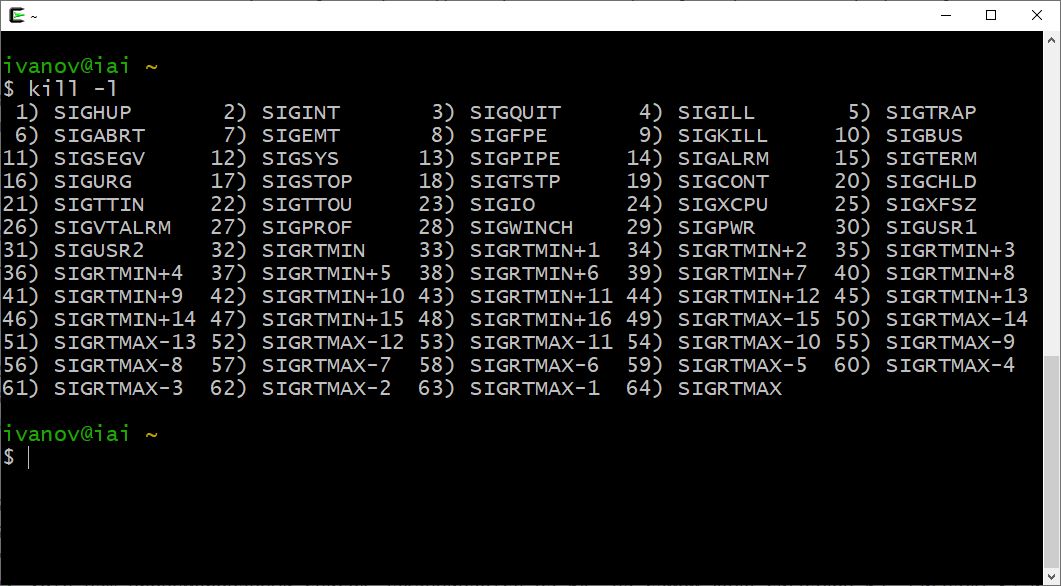 ~
ivanov@iai ~
$ kill -l
 1) SIGHUP       2) SIGINT       3) SIGQUIT      4) SIGILL       5) SIGTRAP
 6) SIGABRT      7) SIGEMT       8) SIGFPE       9) SIGKILL     10) SIGBUS
11) SIGSEGV     12) SIGSYS      13) SIGPIPE     14) SIGALRM     15) SIGTERM
16) SIGURG      17) SIGSTOP     18) SIGTSTP     19) SIGCONT     20) SIGCHLD
21) SIGTTIN     22) SIGTTOU     23) SIGIO       24) SIGXCPU     25) SIGXFSZ
26) SIGVTALRM   27) SIGPROF     28) SIGWINCH    29) SIGPWR      30) SIGUSR1
31) SIGUSR2     32) SIGRTMIN    33) SIGRTMIN+1  34) SIGRTMIN+2  35) SIGRTMIN+3
36) SIGRTMIN+4  37) SIGRTMIN+5  38) SIGRTMIN+6  39) SIGRTMIN+7  40) SIGRTMIN+8
41) SIGRTMIN+9  42) SIGRTMIN+10 43) SIGRTMIN+11 44) SIGRTMIN+12 45) SIGRTMIN+13
46) SIGRTMIN+14 47) SIGRTMIN+15 48) SIGRTMIN+16 49) SIGRTMAX-15 50) SIGRTMAX-14
51) SIGRTMAX-13 52) SIGRTMAX-12 53) SIGRTMAX-11 54) SIGRTMAX-10 55) SIGRTMAX-9
56) SIGRTMAX-8  57) SIGRTMAX-7  58) SIGRTMAX-6  59) SIGRTMAX-5  60) SIGRTMAX-4
61) SIGRTMAX-3  62) SIGRTMAX-2  63) SIGRTMAX-1  64) SIGRTMAX
ivanov@iai ~
$